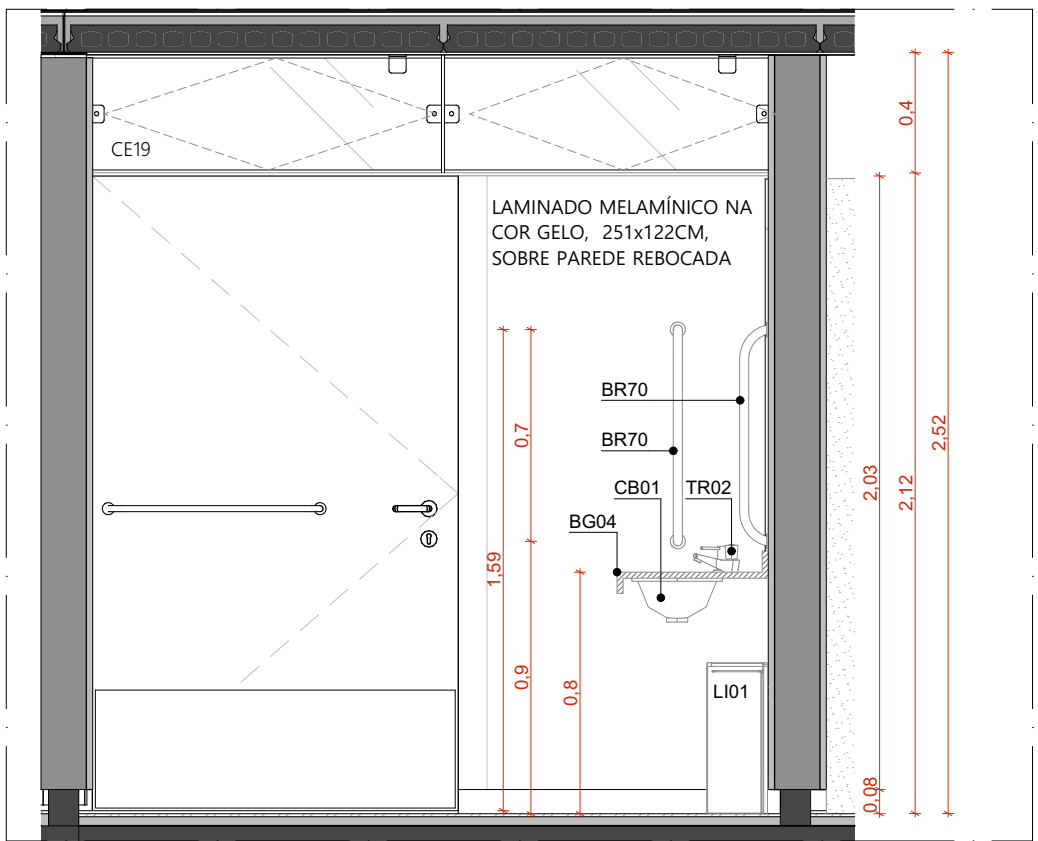 CE19
LAMINADO MELAMÍNICO NA
COR GELO, 251x122CM,
SOBRE PAREDE REBOCADA
0,4
2,52
BR70
0,7
BR70
2,03
2,12
CB01
TR02
BG04
1,59
0,9
0,8
LI01
0,08